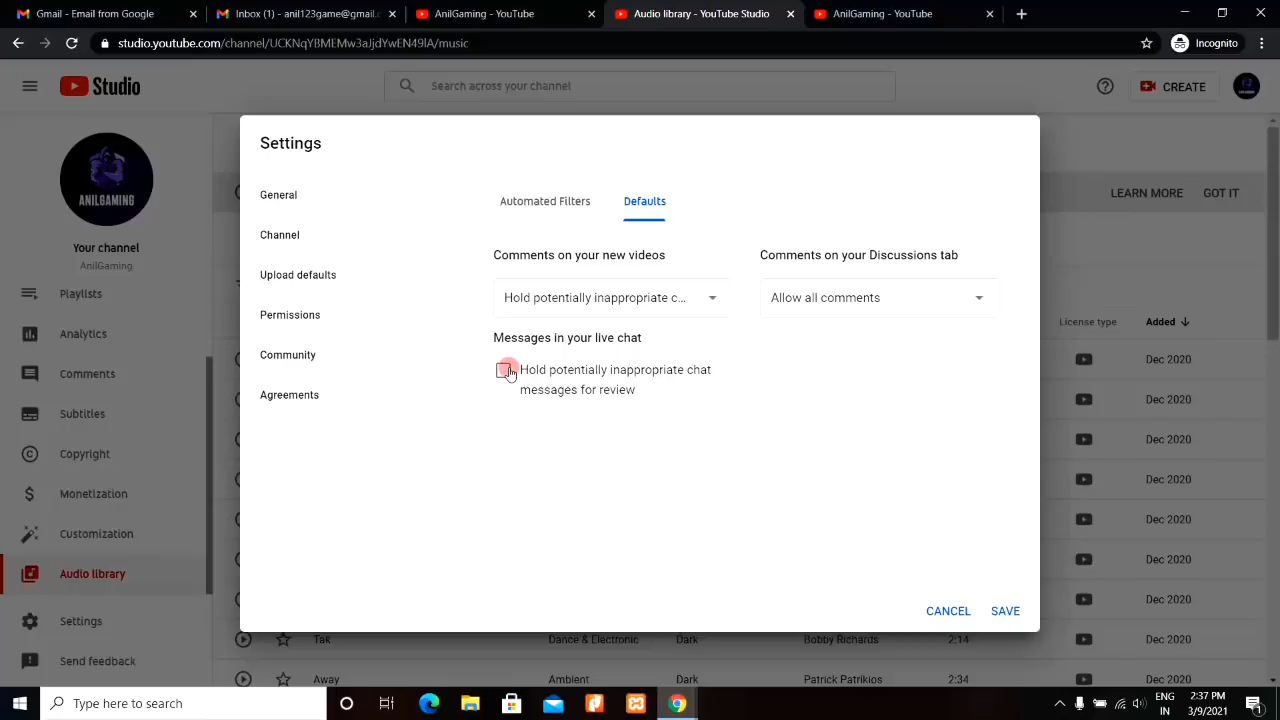 Gmail - Email from Google
Inbox (1) - anil123game@gmail.c
AnilGaming - YouTube
Audio library - YouTube Studio
AnilGaming - YouTube
studio.youtube.com/channel/UCKNqYBMEMw3aJjdYwEN49lA/music
Incognito
Studio
Search across your channel
CREATE
Settings
ANILGAMING
Your channel
AnilGaming
Playlists
Analytics
Comments
Subtitles
Copyright
Monetization
Customization
Audio library
Settings
Send feedback
General
Channel
Upload defaults
Permissions
Community
Agreements
Automated Filters
Defaults
Comments on your new videos
Hold potentially inappropriate c...
Comments on your Discussions tab
Allow all comments
Messages in your live chat
Hold potentially inappropriate chat
messages for review
CANCEL
SAVE
LEARN MORE
GOT IT
License type
Added
Dec 2020
Dec 2020
Dec 2020
Dec 2020
Dec 2020
Dec 2020
Dec 2020
Tak Dance & Electronic Dark Bobby Richards 2:14 Dec 2020
Away Ambient Dark Patrick Patrikios 2:34 Dec 2020
Type here to search
ENG
IN
2:37 PM
3/9/2021